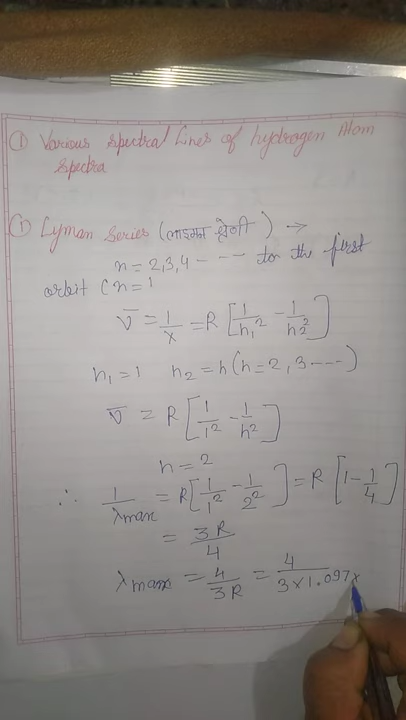 ① Various spectral lines of hydrogen Atom
Spectra
① Lyman Series (लाइमन श्रेणी) →
n = 2,3,4 - - - - to the first
orbit (n=1
V̅ = 1/λ = R [1/n₁² - 1/n₂²]
n₁ = 1 n₂ = n (n = 2, 3 - - - -)
V̅ = R [1/1² - 1/n²]
n = 2
∴ 1/λmax = R[1/1² - 1/2²] = R [1 - 1/4]
= 3R/4
λmax = 4/3R = 4/3×1.097×